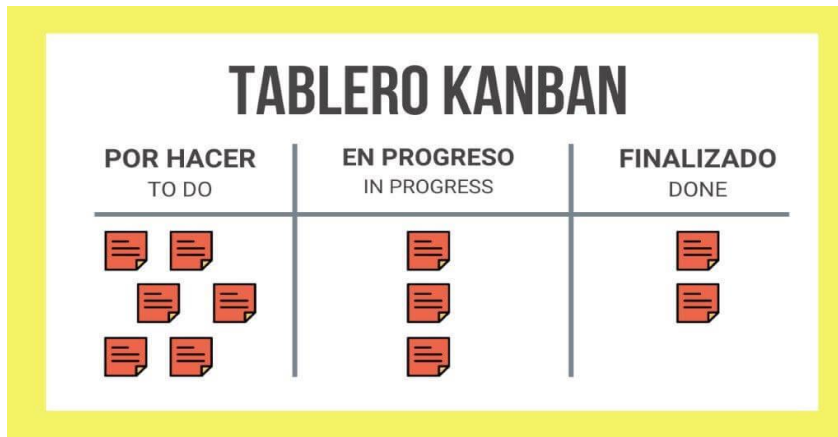 TABLERO KANBAN
POR HACER
TO DO
EN PROGRESO
IN PROGRESS
FINALIZADO
DONE